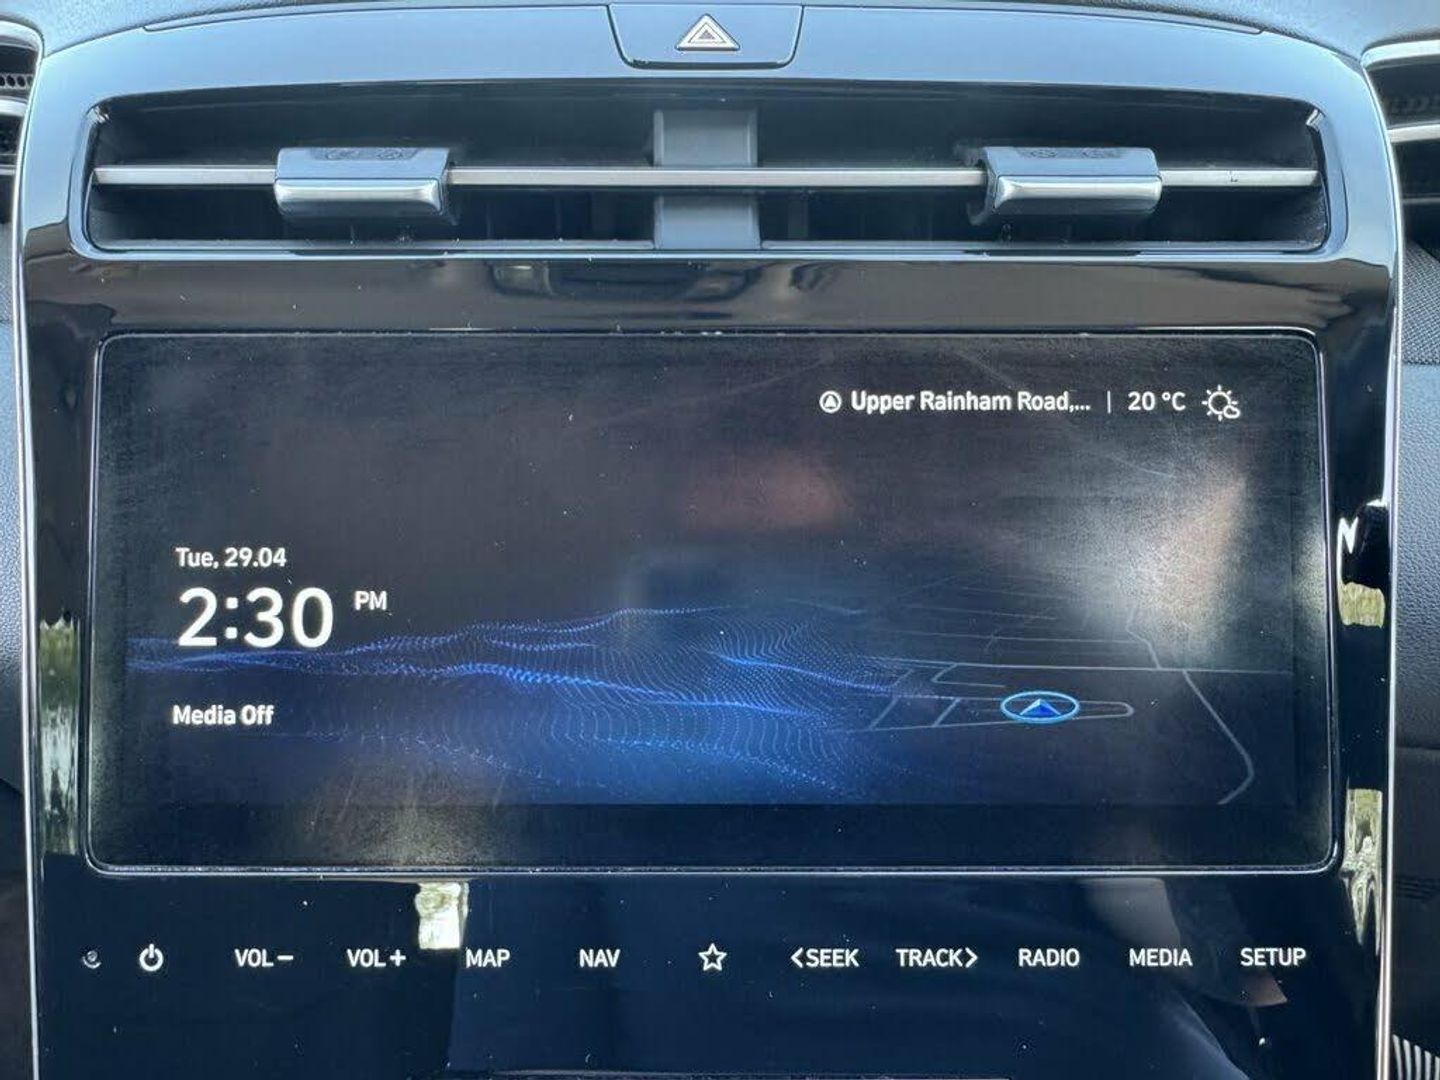 Upper Rainham Road,... | 20 °C
Tue, 29.04
2:30 PM
Media Off
VOL− VOL+ MAP NAV <SEEK TRACK> RADIO MEDIA SETUP